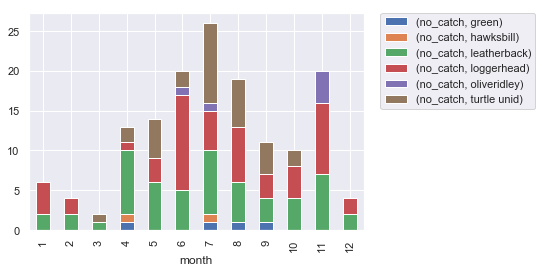 25
20
15
10
5
0
1
2
3
4
5
6
7
8
9
10
11
12
month
(no_catch, green)
(no_catch, hawksbill)
(no_catch, leatherback)
(no_catch, loggerhead)
(no_catch, oliveridley)
(no_catch, turtle unid)